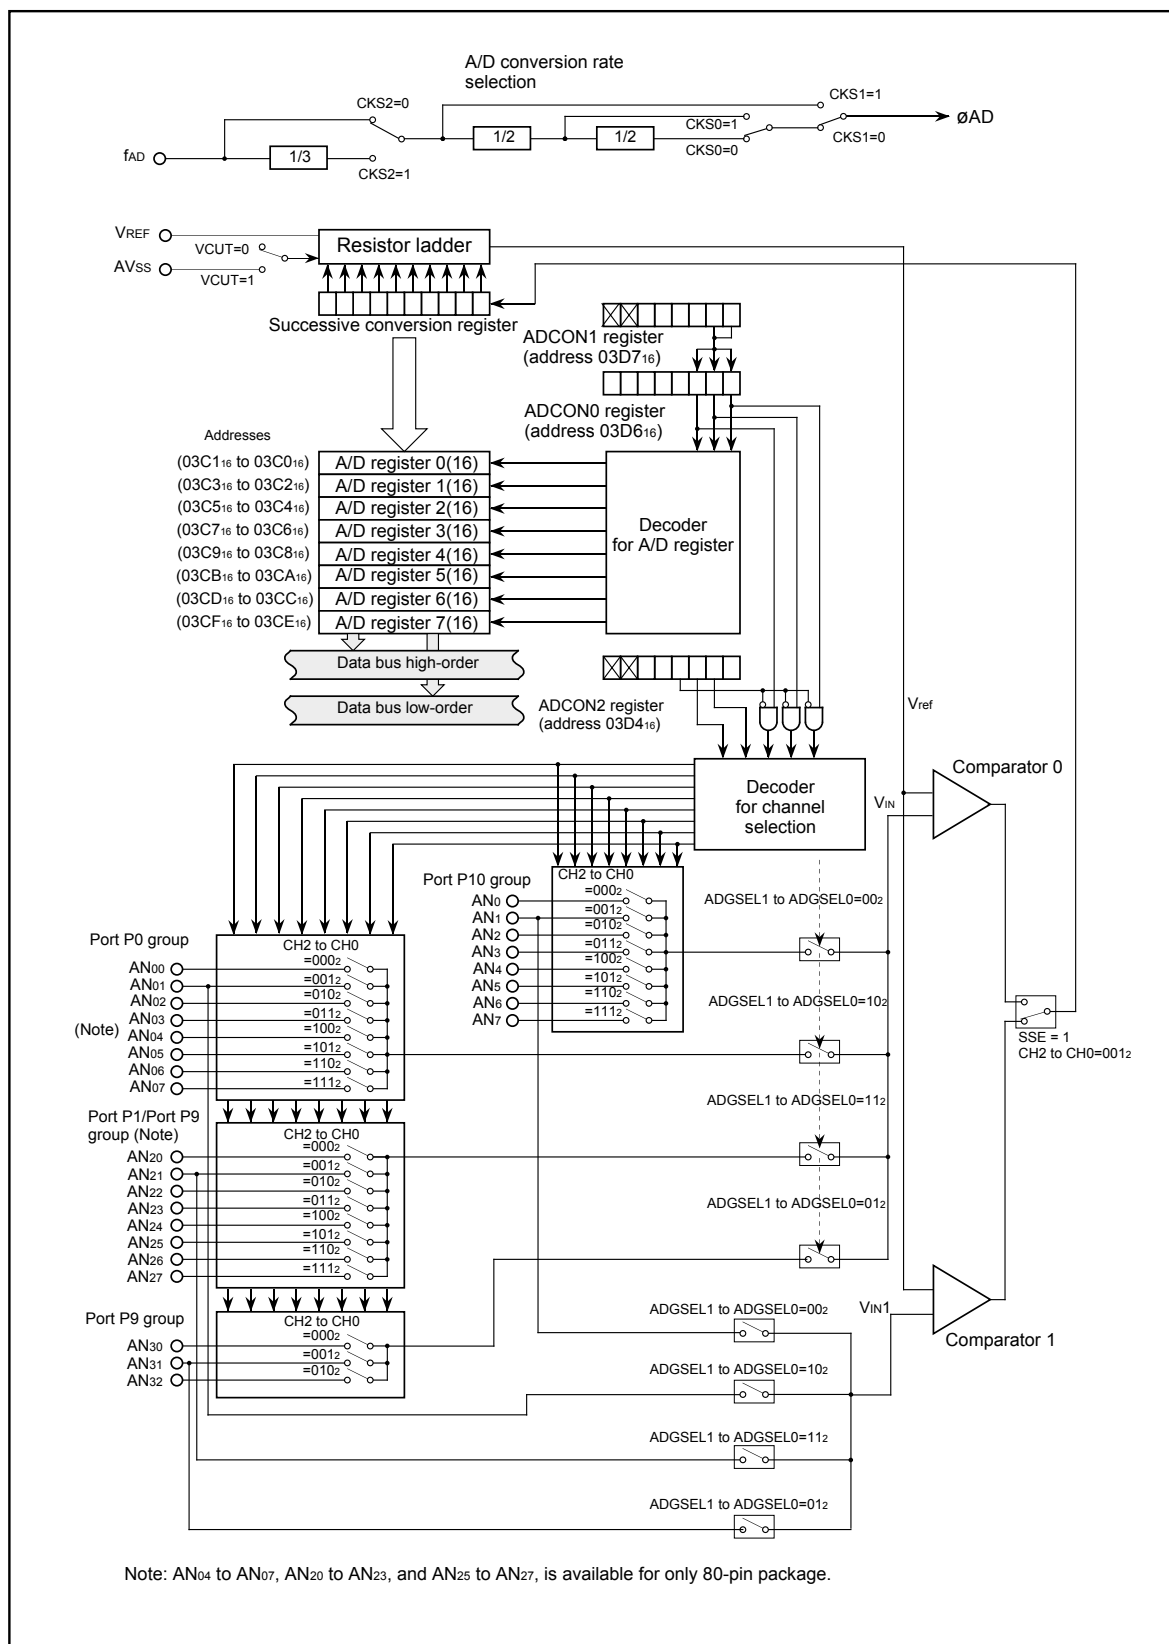 A/D conversion rate
selection
CKS2=0
CKS1=1
CKS0=1
øAD
fAD
1/3
1/2
1/2
CKS0=0
CKS1=0
CKS2=1
VREF
VCUT=0
Resistor ladder
AVSS
VCUT=1
Successive conversion register
ADCON1 register
(address 03D716)
ADCON0 register
(address 03D616)
Addresses
(03C116 to 03C016)
A/D register 0(16)
(03C316 to 03C216)
A/D register 1(16)
(03C516 to 03C416)
A/D register 2(16)
(03C716 to 03C616)
A/D register 3(16)
(03C916 to 03C816)
A/D register 4(16)
(03CB16 to 03CA16)
A/D register 5(16)
(03CD16 to 03CC16)
A/D register 6(16)
(03CF16 to 03CE16)
A/D register 7(16)
Decoder
for A/D register
Data bus high-order
Data bus low-order
ADCON2 register
(address 03D416)
Vref
Decoder
for channel
selection
VIN
Comparator 0
Port P10 group
CH2 to CH0
AN0
=0002
AN1
=0012
AN2
=0102
AN3
=0112
AN4
=1002
AN5
=1012
AN6
=1102
AN7
=1112
ADGSEL1 to ADGSEL0=002
ADGSEL1 to ADGSEL0=102
ADGSEL1 to ADGSEL0=112
ADGSEL1 to ADGSEL0=012
SSE = 1
CH2 to CH0=0012
Port P0 group
CH2 to CH0
AN00
=0002
AN01
=0012
AN02
=0102
AN03
=0112
(Note)
AN04
=1002
AN05
=1012
AN06
=1102
AN07
=1112
Port P1/Port P9
group (Note)
CH2 to CH0
AN20
=0002
AN21
=0012
AN22
=0102
AN23
=0112
AN24
=1002
AN25
=1012
AN26
=1102
AN27
=1112
Port P9 group
CH2 to CH0
AN30
=0002
AN31
=0012
AN32
=0102
ADGSEL1 to ADGSEL0=002
VIN1
Comparator 1
ADGSEL1 to ADGSEL0=102
ADGSEL1 to ADGSEL0=112
ADGSEL1 to ADGSEL0=012
Note: AN04 to AN07, AN20 to AN23, and AN25 to AN27, is available for only 80-pin package.